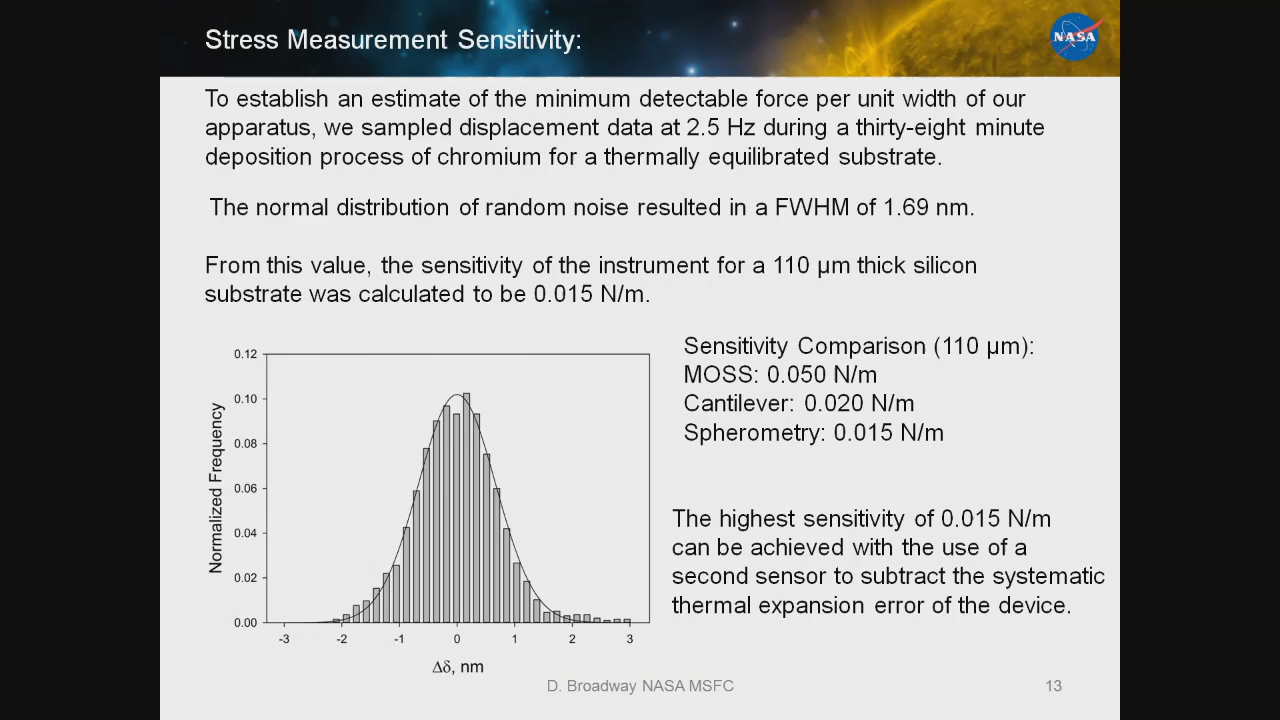 Stress Measurement Sensitivity:
NASA
To establish an estimate of the minimum detectable force per unit width of our
apparatus, we sampled displacement data at 2.5 Hz during a thirty-eight minute
deposition process of chromium for a thermally equilibrated substrate.
The normal distribution of random noise resulted in a FWHM of 1.69 nm.
From this value, the sensitivity of the instrument for a 110 µm thick silicon
substrate was calculated to be 0.015 N/m.
Normalized Frequency
0.12
0.10
0.08
0.06
0.04
0.02
0.00
-3 -2 -1 0 1 2 3
Δδ, nm
Sensitivity Comparison (110 µm):
MOSS: 0.050 N/m
Cantilever: 0.020 N/m
Spherometry: 0.015 N/m
The highest sensitivity of 0.015 N/m
can be achieved with the use of a
second sensor to subtract the systematic
thermal expansion error of the device.
D. Broadway NASA MSFC
13